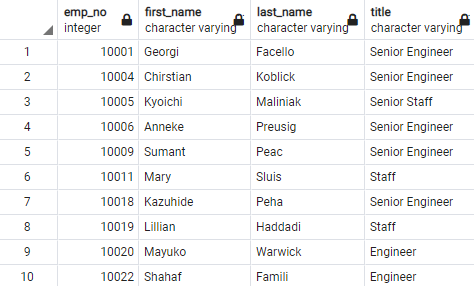 emp_no first_name last_name title
integer character varying character varying character varying
1 10001 Georgi Facello Senior Engineer
2 10004 Chirstian Koblick Senior Engineer
3 10005 Kyoichi Maliniak Senior Staff
4 10006 Anneke Preusig Senior Engineer
5 10009 Sumant Peac Senior Engineer
6 10011 Mary Sluis Staff
7 10018 Kazuhide Peha Senior Engineer
8 10019 Lillian Haddadi Staff
9 10020 Mayuko Warwick Engineer
10 10022 Shahaf Famili Engineer